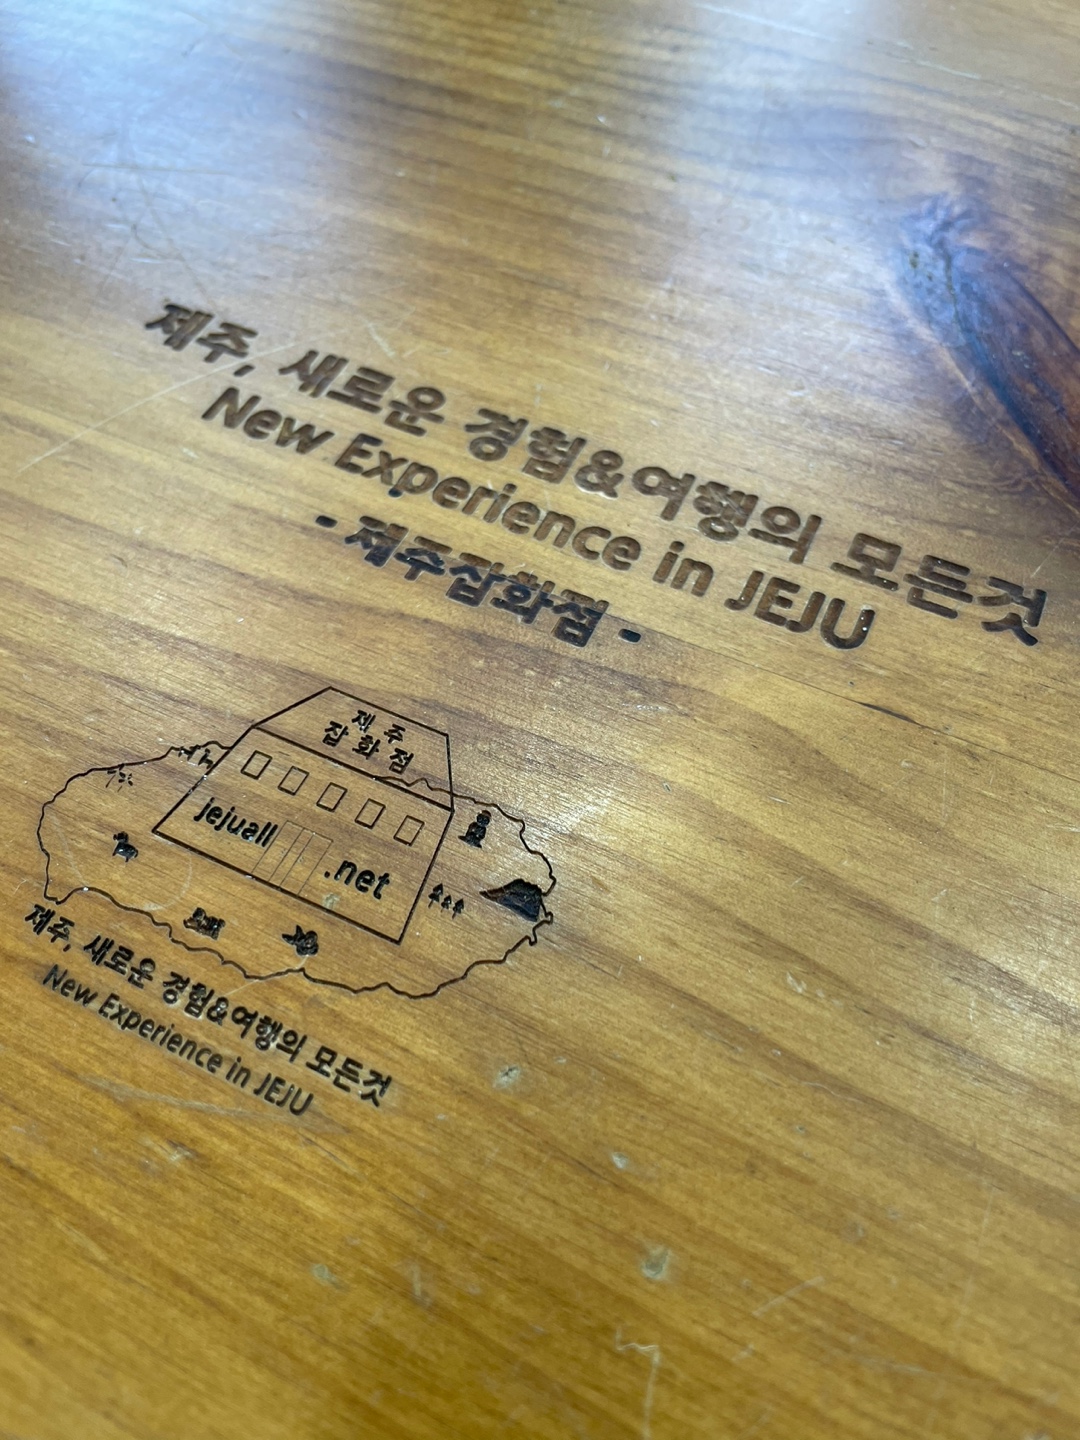 제주, 새로운 경험&여행의 모든것
New Experience in JEJU
- 제주잡화점 -
제 주
잡 화 점
jejuall .net
제주, 새로운 경험&여행의 모든것
New Experience in JEJU